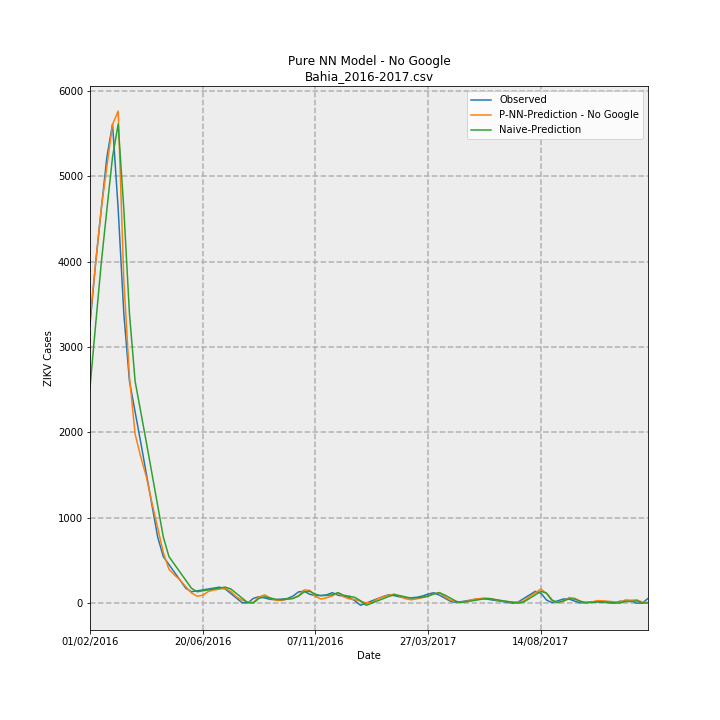 Pure NN Model - No Google
Bahia_2016-2017.csv
Observed
P-NN-Prediction - No Google
Naive-Prediction
6000
5000
4000
3000
2000
1000
0
ZIKV Cases
01/02/2016
20/06/2016
07/11/2016
27/03/2017
14/08/2017
Date